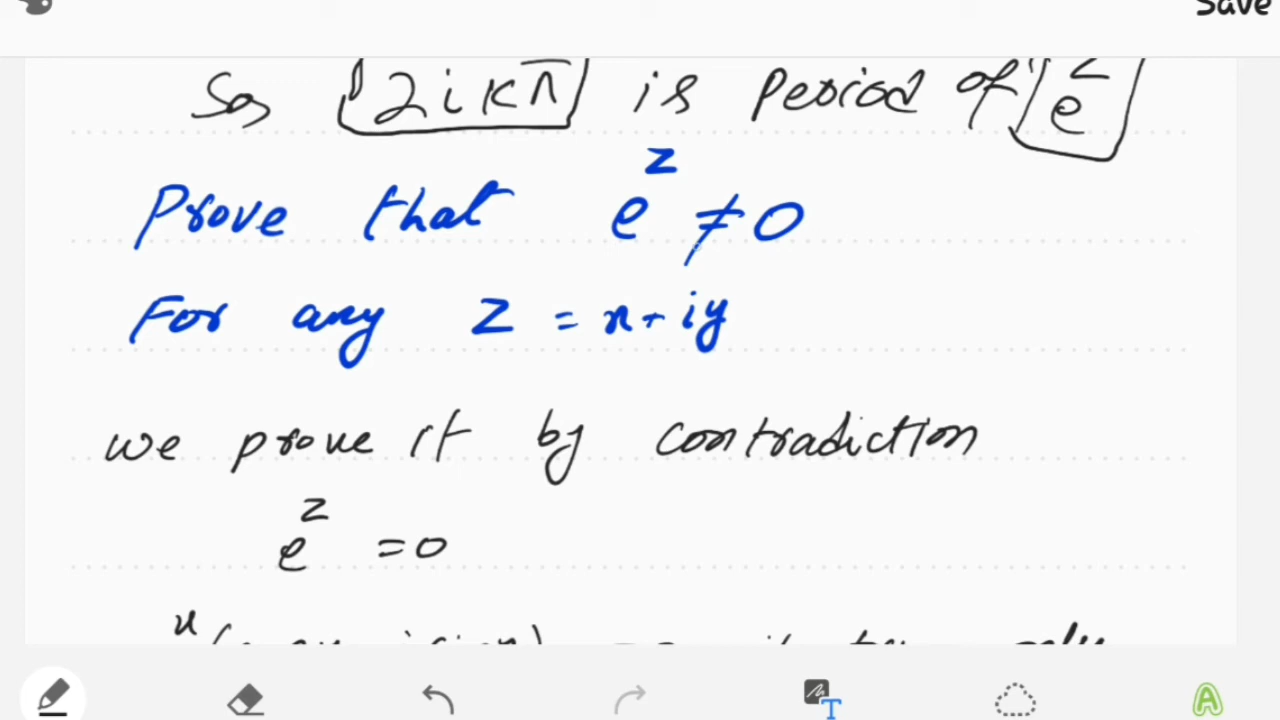 Save
So, 2ikπ is Period of e^z
Prove that e^z ≠ 0
For any z = x + iy
we prove it by contradiction
e^z = 0